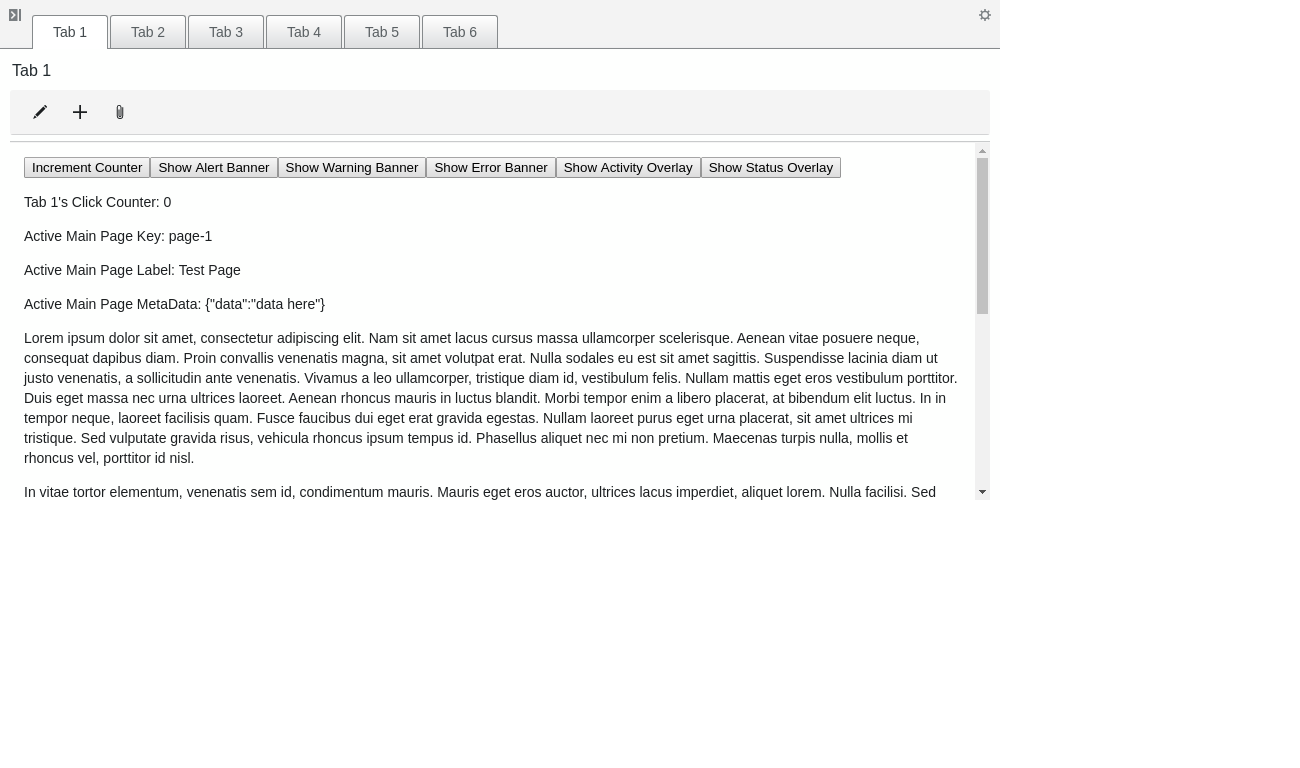 Tab 1 Tab 2 Tab 3 Tab 4 Tab 5 Tab 6
Tab 1
Increment Counter Show Alert Banner Show Warning Banner Show Error Banner Show Activity Overlay Show Status Overlay
Tab 1's Click Counter: 0
Active Main Page Key: page-1
Active Main Page Label: Test Page
Active Main Page MetaData: {"data":"data here"}
Lorem ipsum dolor sit amet, consectetur adipiscing elit. Nam sit amet lacus cursus massa ullamcorper scelerisque. Aenean vitae posuere neque,
consequat dapibus diam. Proin convallis venenatis magna, sit amet volutpat erat. Nulla sodales eu est sit amet sagittis. Suspendisse lacinia diam ut
justo venenatis, a sollicitudin ante venenatis. Vivamus a leo ullamcorper, tristique diam id, vestibulum felis. Nullam mattis eget eros vestibulum porttitor.
Duis eget massa nec urna ultrices laoreet. Aenean rhoncus mauris in luctus blandit. Morbi tempor enim a libero placerat, at bibendum elit luctus. In in
tempor neque, laoreet facilisis quam. Fusce faucibus dui eget erat gravida egestas. Nullam laoreet purus eget urna placerat, sit amet ultrices mi
tristique. Sed vulputate gravida risus, vehicula rhoncus ipsum tempus id. Phasellus aliquet nec mi non pretium. Maecenas turpis nulla, mollis et
rhoncus vel, porttitor id nisl.
In vitae tortor elementum, venenatis sem id, condimentum mauris. Mauris eget eros auctor, ultrices lacus imperdiet, aliquet lorem. Nulla facilisi. Sed